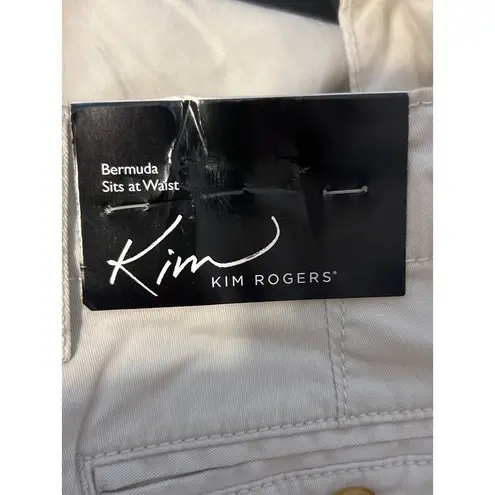 Bermuda
Sits at Waist
Kim
KIM ROGERS®